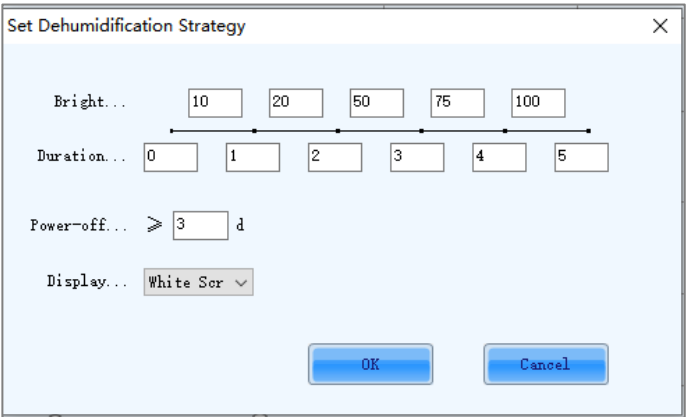 Set Dehumidification Strategy
Bright... 10 20 50 75 100
Duration... 0 1 2 3 4 5
Power-off... ≥ 3 d
Display... White Scr
OK Cancel